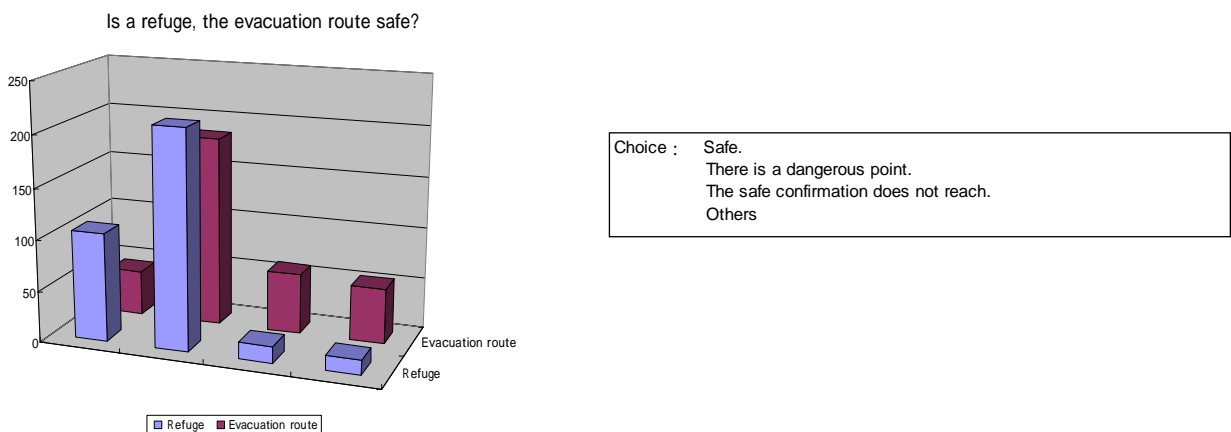 Is a refuge, the evacuation route safe?
250
200
150
100
50
0
Evacuation route
Refuge
Refuge Evacuation route
Choice： Safe.
There is a dangerous point.
The safe confirmation does not reach.
Others